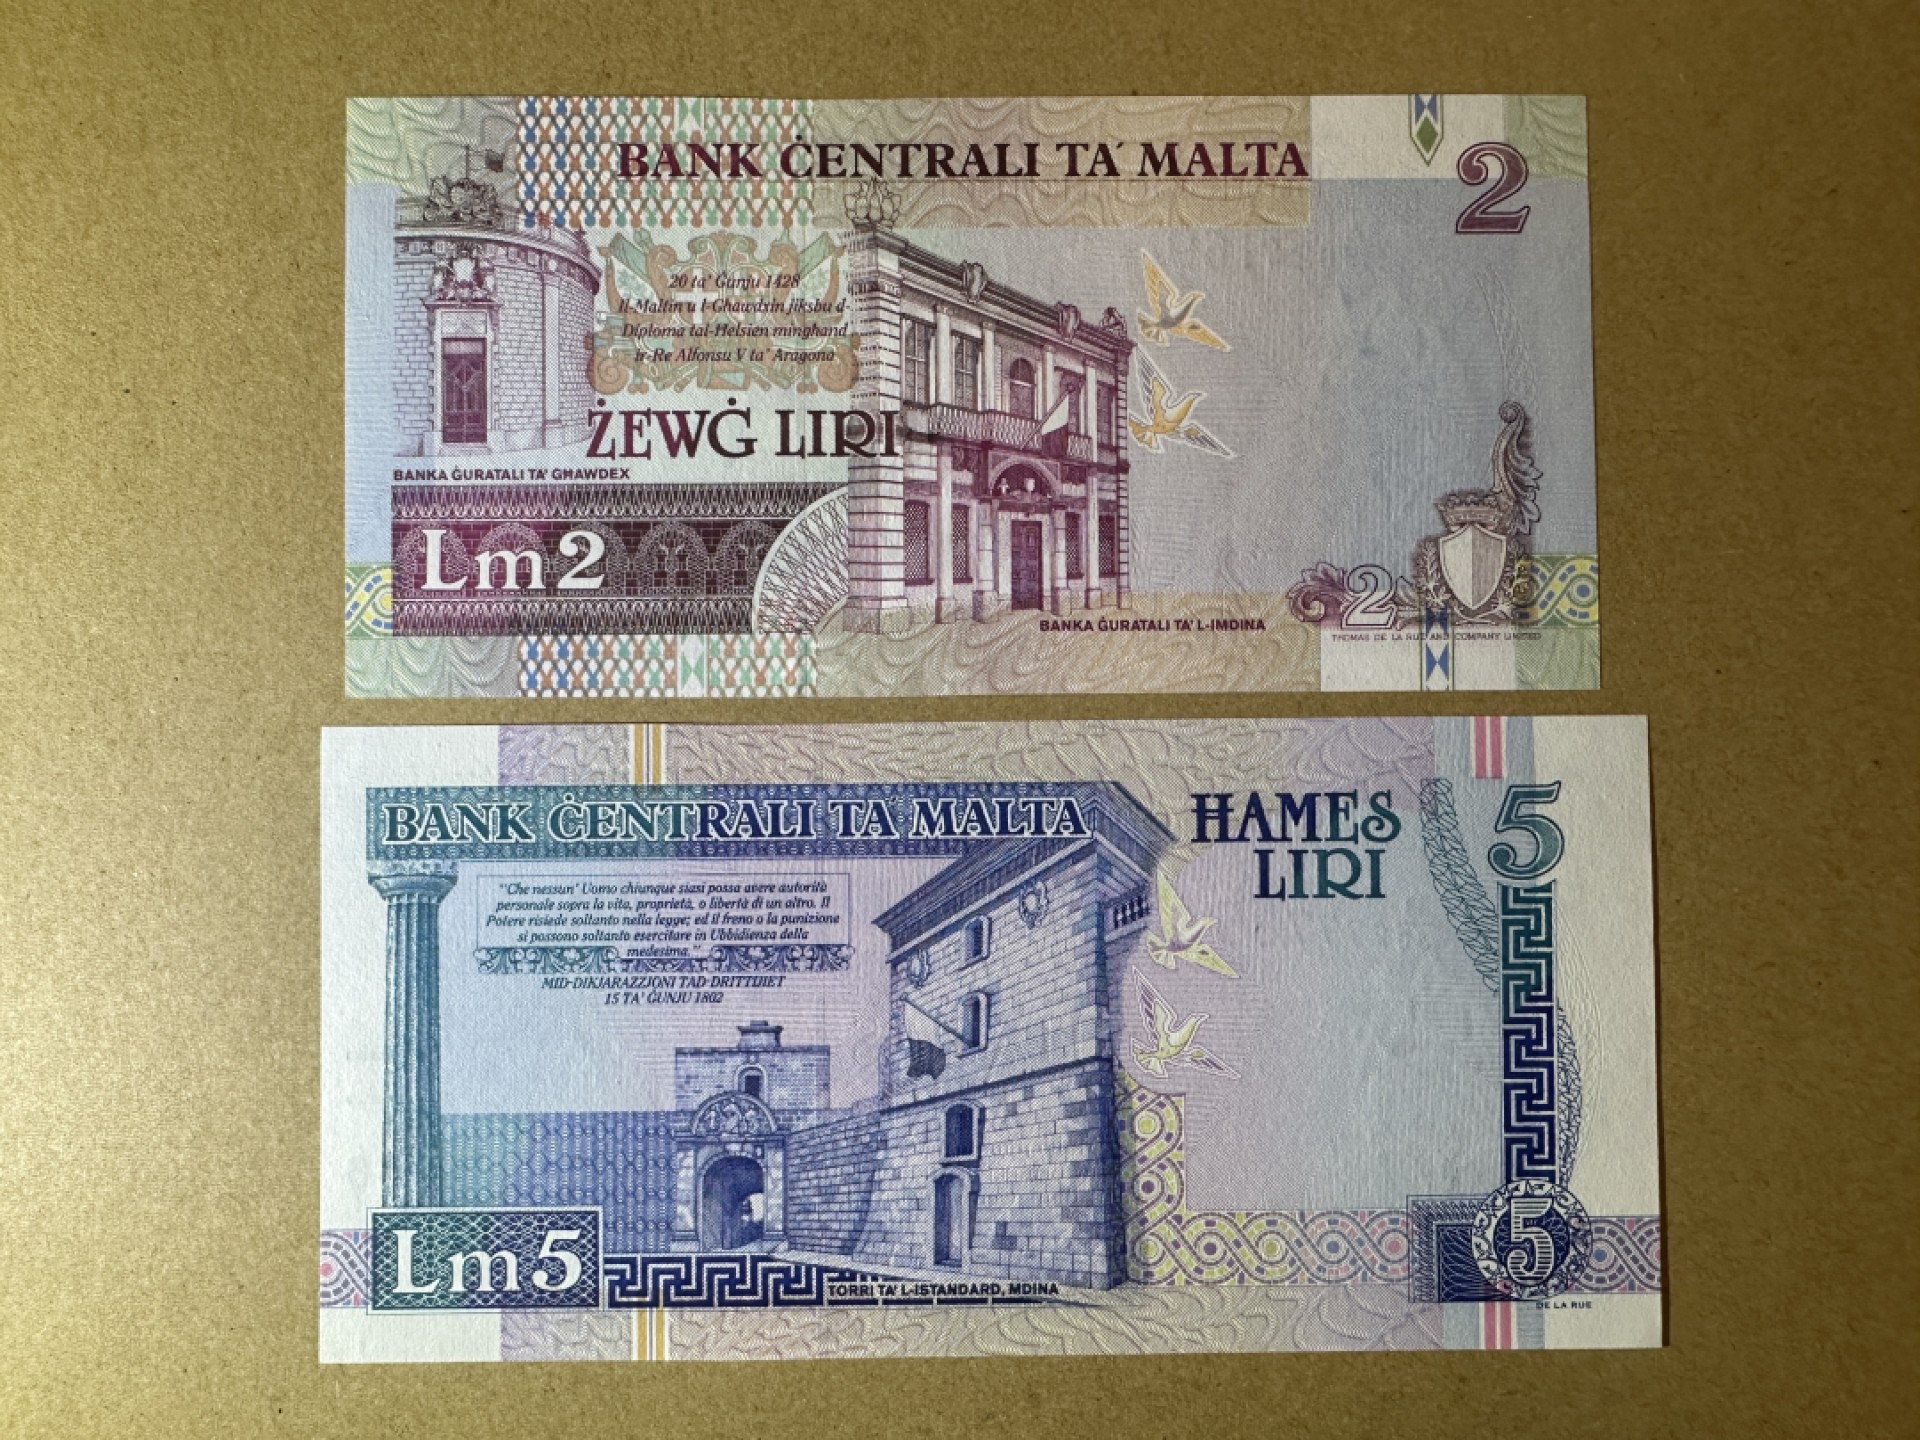 BANK ĊENTRALI TA' MALTA
2
20 ta' Ġunju 1428
Il-Maltin u l-Għawdxin jiksbu d-
Diploma tal-Ħelsien mingħand
ir-Re Alfonsu V ta' Aragona
ŻEWĠ LIRI
BANKA ĠURATALI TA' GĦAWDEX
Lm2
BANKA ĠURATALI TA' L-IMDINA
2
THOMAS DE LA RUE AND COMPANY LIMITED
BANK ĊENTRALI TA' MALTA
ĦAMES
LIRI
5
"Che nessun' Uomo chiunque siasi possa avere autorità
personale sopra la vita, proprietà, o libertà di un altro. Il
Potere risiede soltanto nella legge; ed il freno o la punizione
si possono soltanto esercitare in Ubbidienza della
medesima."
MID-DIKJARAZZJONI TAD-DRITTIJIET
15 TA' ĠUNJU 1802
Lm5
TORRI TA' L-ISTANDARD, MDINA
5
DE LA RUE